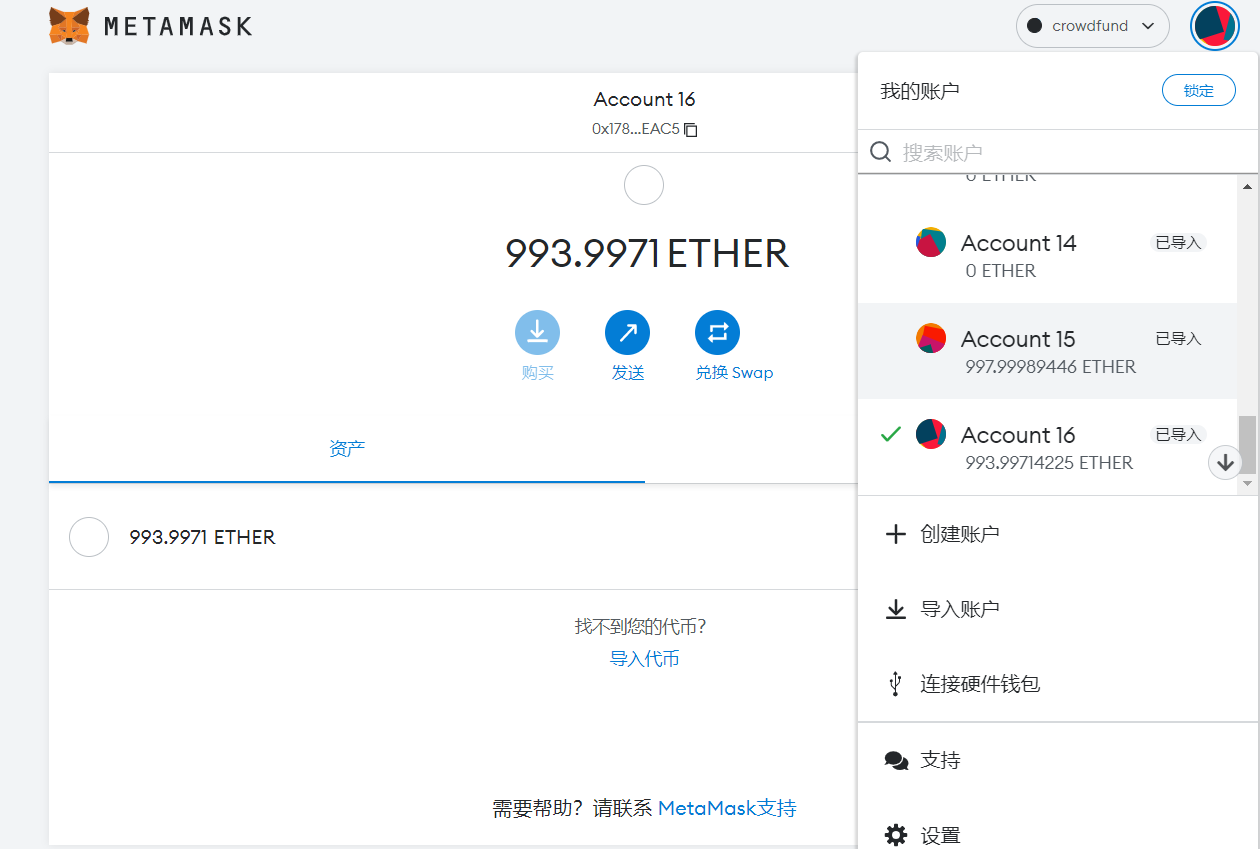 METAMASK
crowdfund
Account 16
0x178...EAC5
993.9971 ETHER
购买
发送
兑换 Swap
资产
993.9971 ETHER
找不到您的代币？
导入代币
需要帮助？请联系 MetaMask支持
我的账户
锁定
搜索账户
0 ETHER
Account 14
已导入
0 ETHER
Account 15
已导入
997.99989446 ETHER
Account 16
已导入
993.99714225 ETHER
创建账户
导入账户
连接硬件钱包
支持
设置